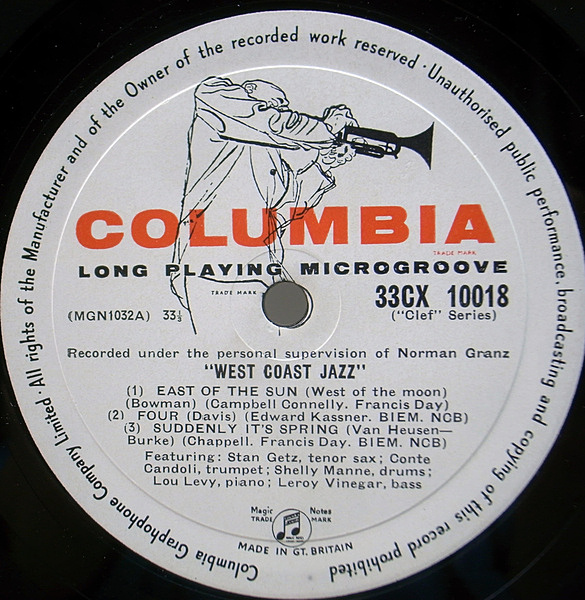 Columbia Graphophone Company Limited · All rights of the Manufacturer and of the Owner of the recorded work reserved · Unauthorised public performance, broadcasting and copying of this record prohibited
COLUMBIA
TRADE MARK
LONG PLAYING MICROGROOVE
TRADE MARK
33CX 10018
(MGN1032A) 33⅓
("Clef" Series)
Recorded under the personal supervision of Norman Granz
"WEST COAST JAZZ"
(1) EAST OF THE SUN (West of the moon)
(Bowman) (Campbell Connelly. Francis Day)
(2) FOUR (Davis) (Edward Kassner. BIEM. NCB)
(3) SUDDENLY IT'S SPRING (Van Heusen—
Burke) (Chappell. Francis Day. BIEM. NCB)
Featuring: Stan Getz, tenor sax; Conte
Candoli, trumpet; Shelly Manne, drums;
Lou Levy, piano; Leroy Vinegar, bass
Magic Notes
TRADE MARK
MADE IN GT. BRITAIN